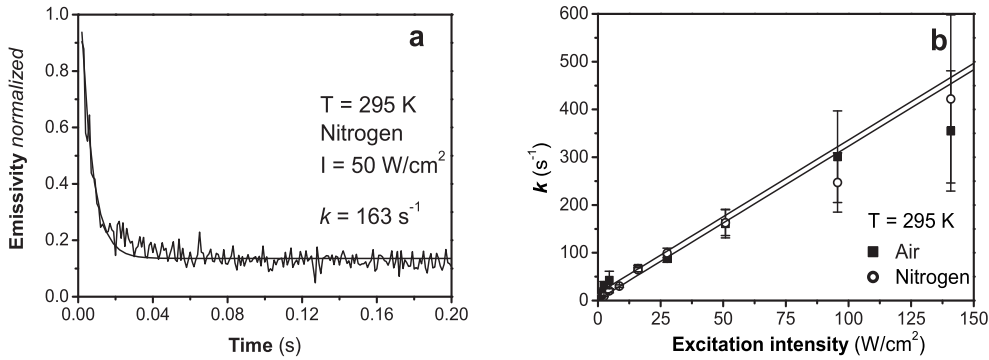 a
Emissivity normalized
1.0
0.8
0.6
0.4
0.2
0.0
T = 295 K
Nitrogen
I = 50 W/cm²
k = 163 s⁻¹
0.00 0.04 0.08 0.12 0.16 0.20
Time (s)
b
k (s⁻¹)
600
500
400
300
200
100
0
T = 295 K
Air
Nitrogen
0 25 50 75 100 125 150
Excitation intensity (W/cm²)